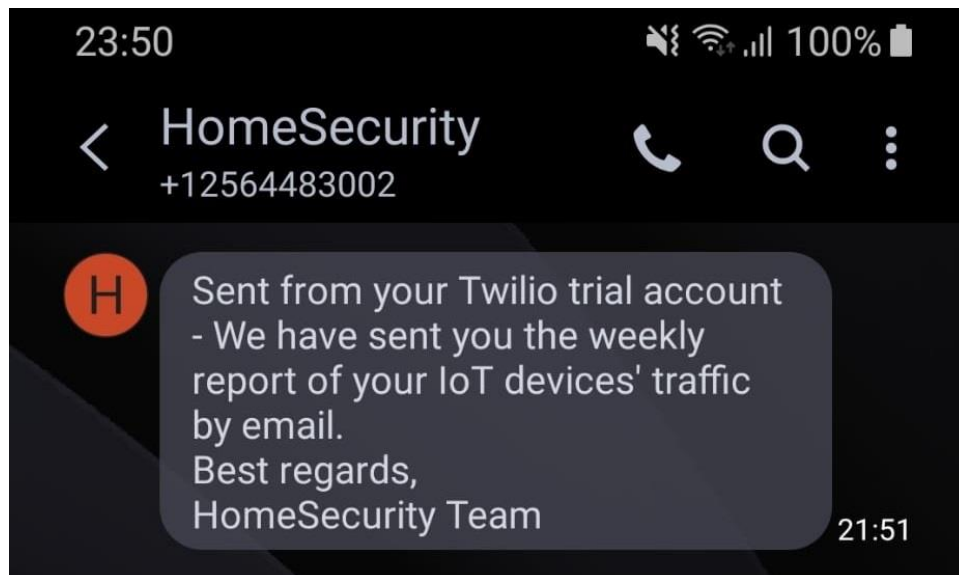 23:50
100%
HomeSecurity
+12564483002
H
Sent from your Twilio trial account
- We have sent you the weekly
report of your IoT devices' traffic
by email.
Best regards,
HomeSecurity Team
21:51